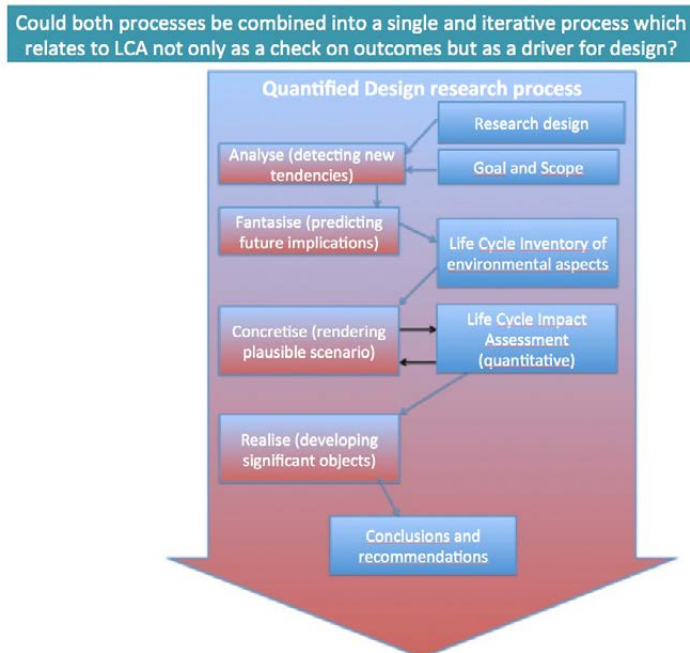 Could both processes be combined into a single and iterative process which
relates to LCA not only as a check on outcomes but as a driver for design?
Quantified Design research process
Research design
Analyse (detecting new
tendencies)
Goal and Scope
Fantasise (predicting
future implications)
Life Cycle Inventory of
environmental aspects
Concretise (rendering
plausible scenario)
Life Cycle Impact
Assessment
(quantitative)
Realise (developing
significant objects)
Conclusions and
recommendations